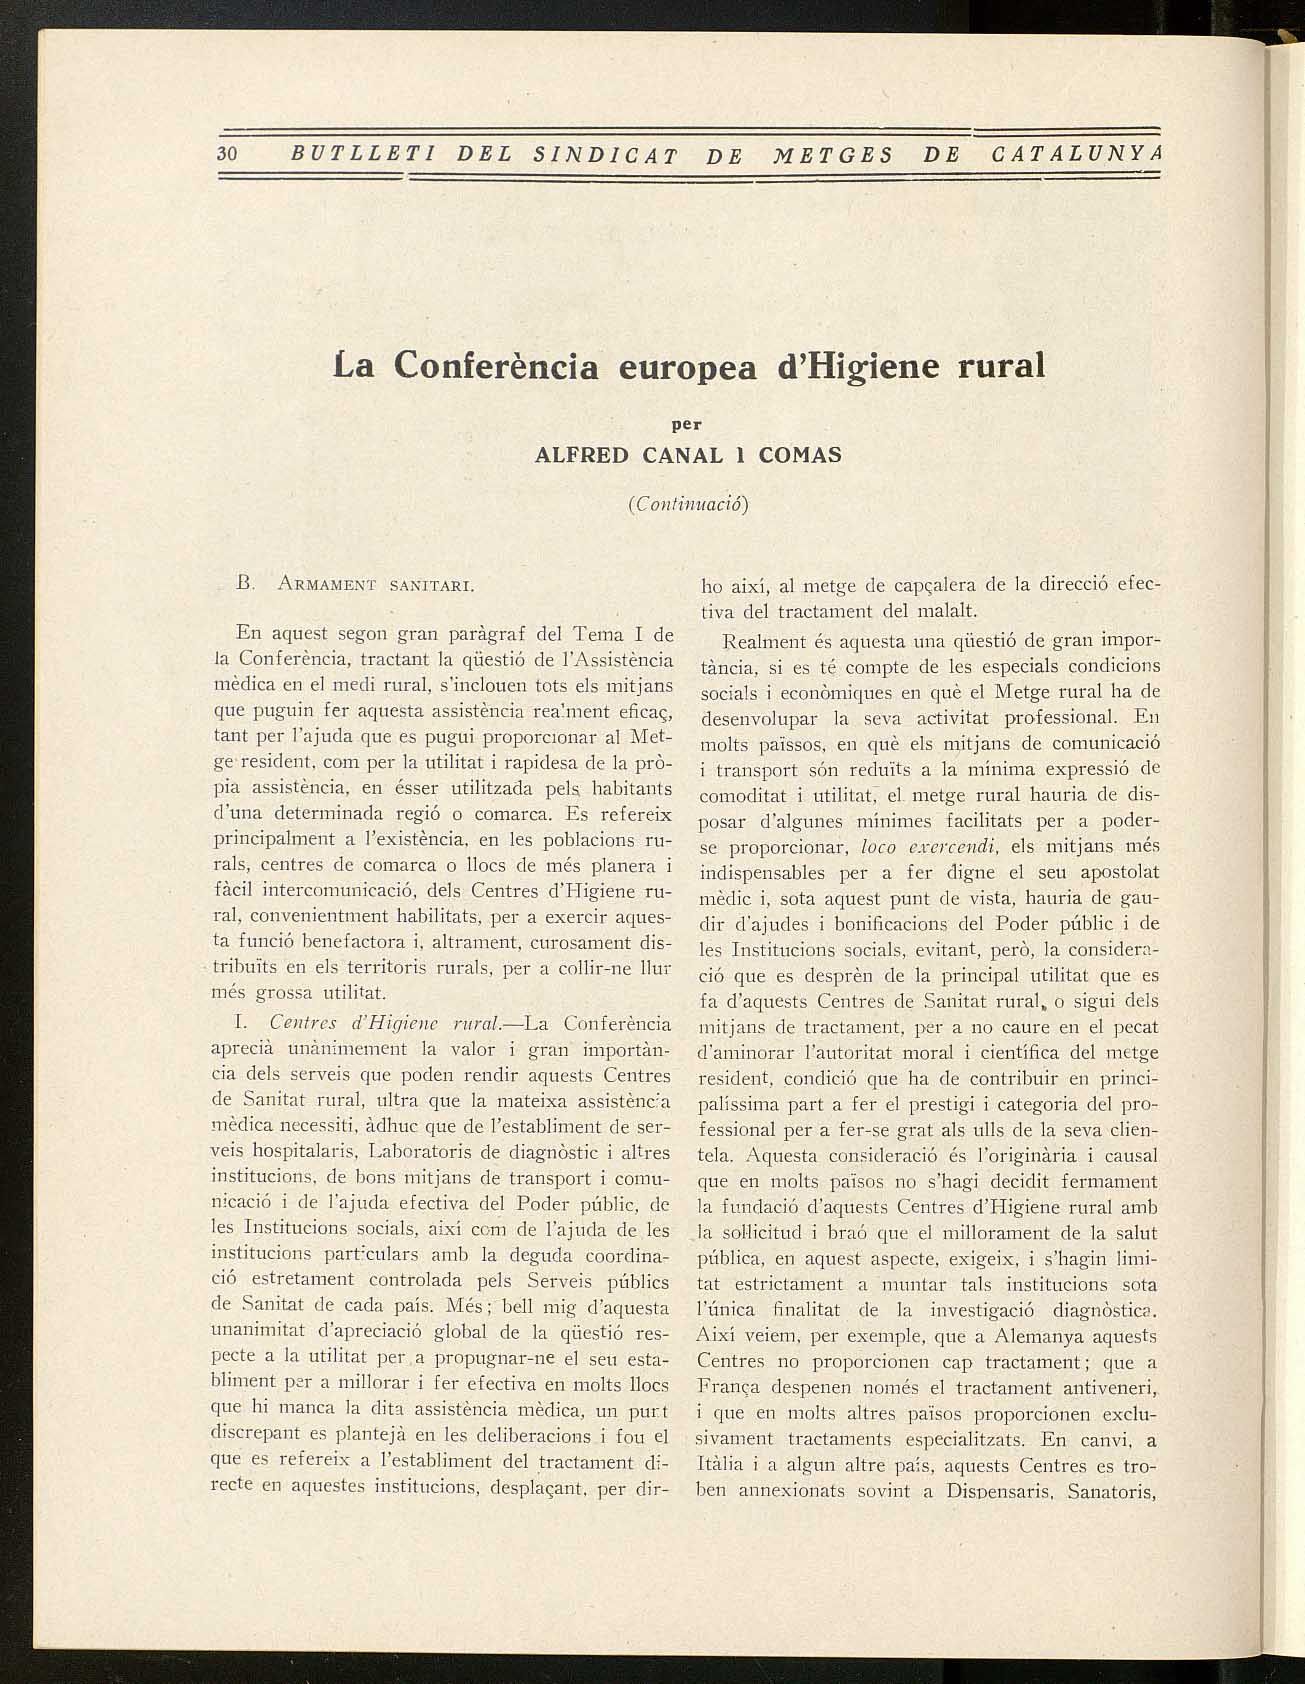 30 BUTLLETI DEL SINDICAT DE METGES DE CATALUNYA
La Conferència europea d'Higiene rural
per
ALFRED CANAL I COMAS
(Continuació)
B. ARMAMENT SANITARI.
En aquest segon gran paràgraf del Tema I de
la Conferència, tractant la qüestió de l'Assistència
mèdica en el medi rural, s'inclouen tots els mitjans
que puguin fer aquesta assistència realment eficaç,
tant per l'ajuda que es pugui proporcionar al Met-
ge resident, com per la utilitat i rapidesa de la prò-
pia assistència, en ésser utilitzada pels habitants
d'una determinada regió o comarca. Es refereix
principalment a l'existència, en les poblacions ru-
rals, centres de comarca o llocs de més planera i
fàcil intercomunicació, dels Centres d'Higiene ru-
ral, convenientment habilitats, per a exercir aques-
ta funció benefactora i, altrament, curosament dis-
tribuïts en els territoris rurals, per a collir-ne llur
més grossa utilitat.
I. Centres d'Higiene rural.—La Conferència
aprecià unànimement la valor i gran importàn-
cia dels serveis que poden rendir aquests Centres
de Sanitat rural, ultra que la mateixa assistència
mèdica necessiti, àdhuc que de l'establiment de ser-
veis hospitalaris, Laboratoris de diagnòstic i altres
institucions, de bons mitjans de transport i comu-
nicació i de l'ajuda efectiva del Poder públic, de
les Institucions socials, així com de l'ajuda de les
institucions particulars amb la deguda coordina-
ció estretament controlada pels Serveis públics
de Sanitat de cada país. Més; bell mig d'aquesta
unanimitat d'apreciació global de la qüestió res-
pecte a la utilitat per a propugnar-ne el seu esta-
bliment per a millorar i fer efectiva en molts llocs
que hi manca la dita assistència mèdica, un punt
discrepant es plantejà en les deliberacions i fou el
que es refereix a l'establiment del tractament di-
recte en aquestes institucions, desplaçant, per dir-
ho així, al metge de capçalera de la direcció efec-
tiva del tractament del malalt.
Realment és aquesta una qüestió de gran impor-
tància, si es té compte de les especials condicions
socials i econòmiques en què el Metge rural ha de
desenvolupar la seva activitat professional. En
molts païssos, en què els mitjans de comunicació
i transport són reduïts a la mínima expressió de
comoditat i utilitat, el metge rural hauria de dis-
posar d'algunes mínimes facilitats per a poder-
se proporcionar, loco exercendi, els mitjans més
indispensables per a fer digne el seu apostolat
mèdic i, sota aquest punt de vista, hauria de gau-
dir d'ajudes i bonificacions del Poder públic i de
les Institucions socials, evitant, però, la considera-
ció que es desprèn de la principal utilitat que es
fa d'aquests Centres de Sanitat rural, o sigui dels
mitjans de tractament, per a no caure en el pecat
d'aminorar l'autoritat moral i científica del metge
resident, condició que ha de contribuir en princi-
palíssima part a fer el prestigi i categoria del pro-
fessional per a fer-se grat als ulls de la seva clien-
tela. Aquesta consideració és l'originària i causal
que en molts països no s'hagi decidit fermament
la fundació d'aquests Centres d'Higiene rural amb
la sol·licitud i braó que el millorament de la salut
pública, en aquest aspecte, exigeix, i s'hagin limi-
tat estrictament a muntar tals institucions sota
l'única finalitat de la investigació diagnòstica.
Així veiem, per exemple, que a Alemanya aquests
Centres no proporcionen cap tractament; que a
França despenen només el tractament antiveneri,
i que en molts altres països proporcionen exclu-
sivament tractaments especialitzats. En canvi, a
Itàlia i a algun altre país, aquests Centres es tro-
ben annexionats sovint a Dispensaris, Sanatoris,